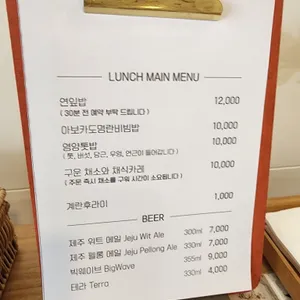 LUNCH MAIN MENU
연잎밥 12,000
( 30분 전 예약 부탁 드립니다 )
아보카도명란비빔밥 10,000
영양톳밥 10,000
( 톳, 버섯, 당근, 우엉, 연근이 들어갑니다 )
구운 채소와 채식카레 10,000
( 주문 즉시 채소를 구워 시간이 소요됩니다 )
계란후라이 1,000
BEER
제주 위트 에일 Jeju Wit Ale 300ml 7,000
제주 펠롱 에일 Jeju Pellong Ale 330ml 7,000
빅웨이브 BigWave 355ml 9,000
테라 Terra 330ml 4,000